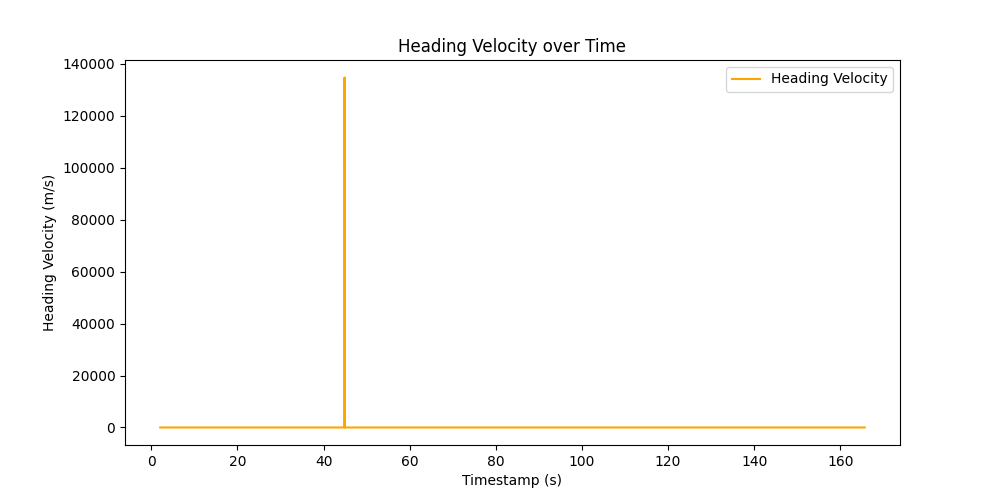 Heading Velocity over Time
Heading Velocity
Heading Velocity (m/s)
140000
120000
100000
80000
60000
40000
20000
0
0 20 40 60 80 100 120 140 160
Timestamp (s)